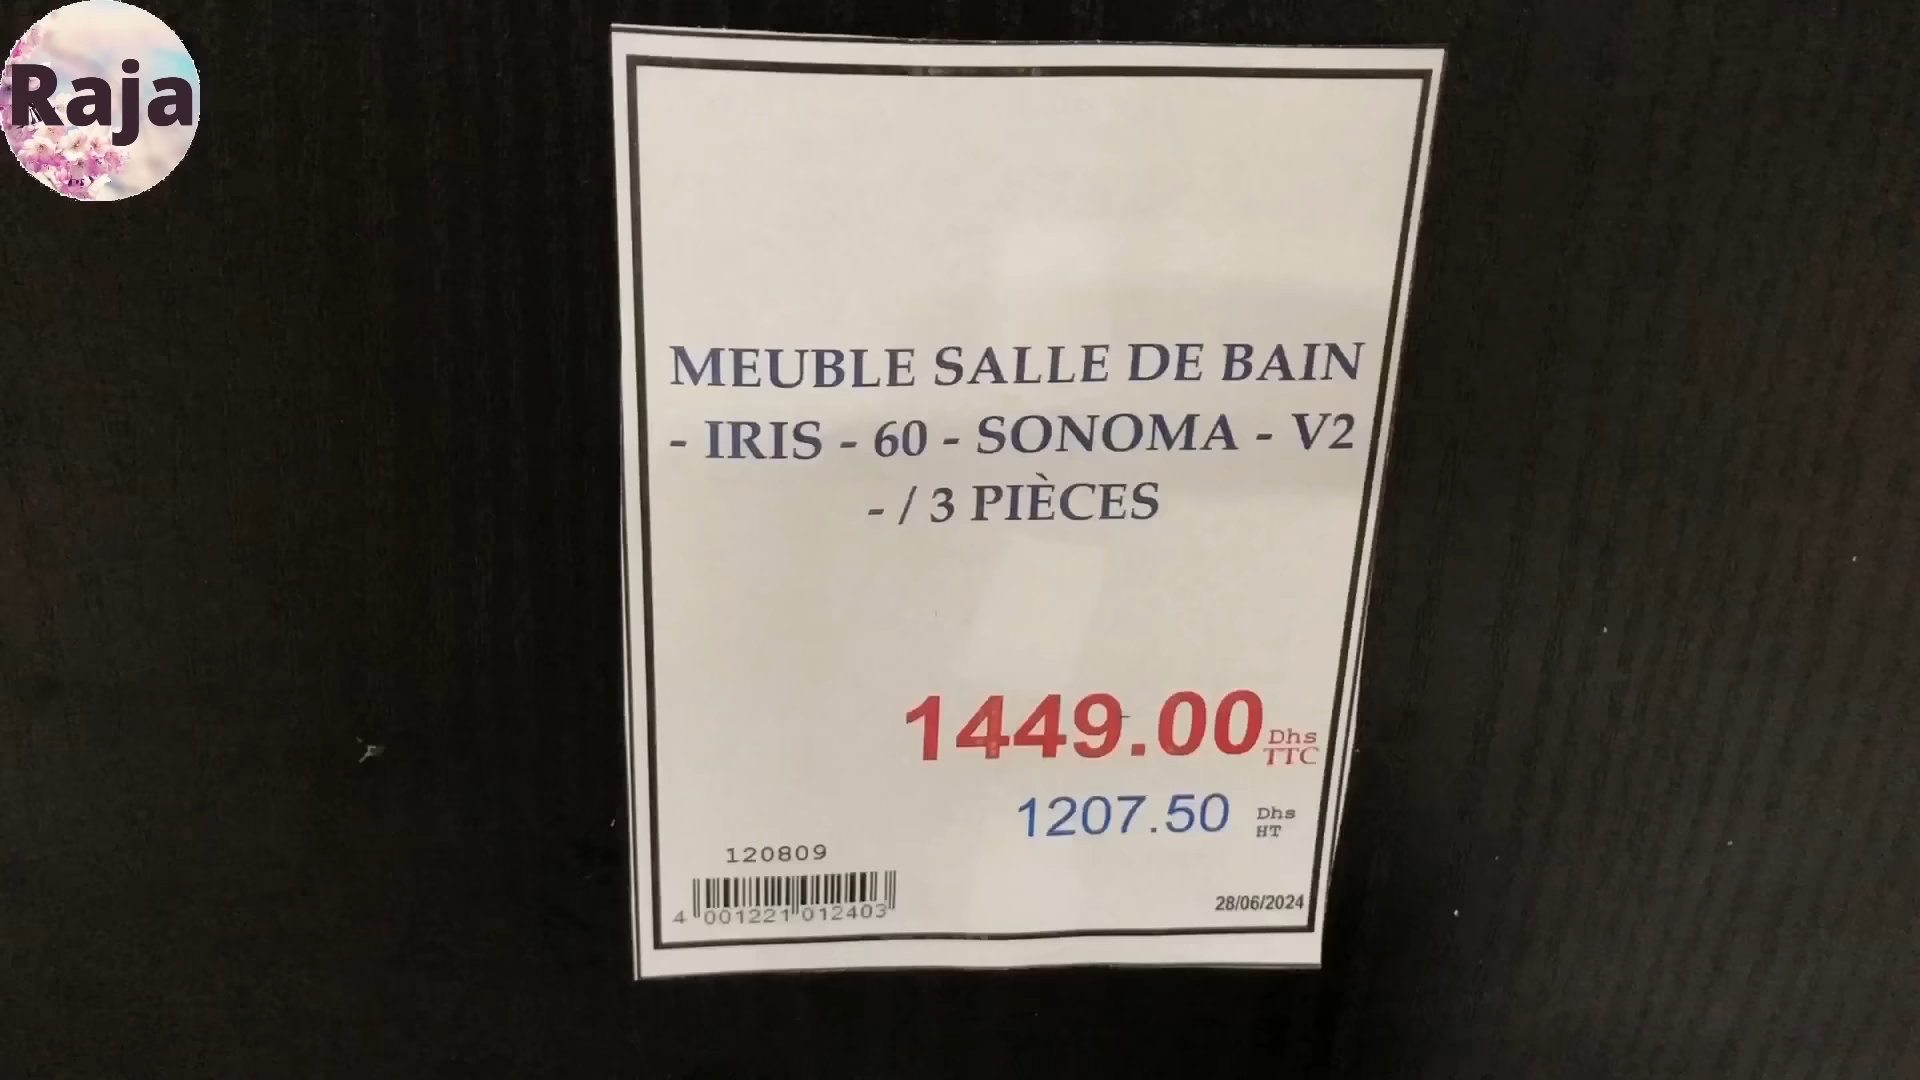 Raja
MEUBLE SALLE DE BAIN
- IRIS - 60 - SONOMA - V2
- / 3 PIÈCES
1449.00 Dhs
TTC
1207.50 Dhs
HT
120809
4 001221 012403
28/06/2024